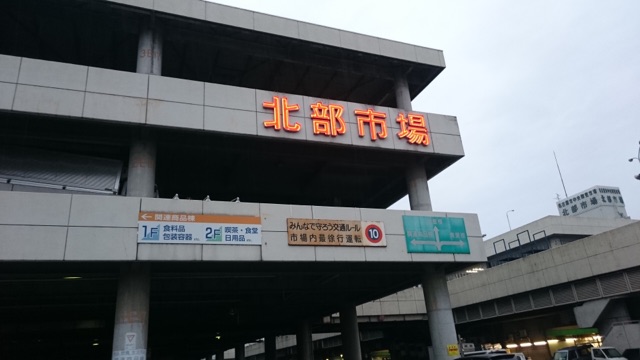 北部市場
関連商品棟
1F 食料品
包装容器
2F 喫茶・食堂
日用品
みんなで守ろう交通ルール
市場内最徐行運転
10
北部市